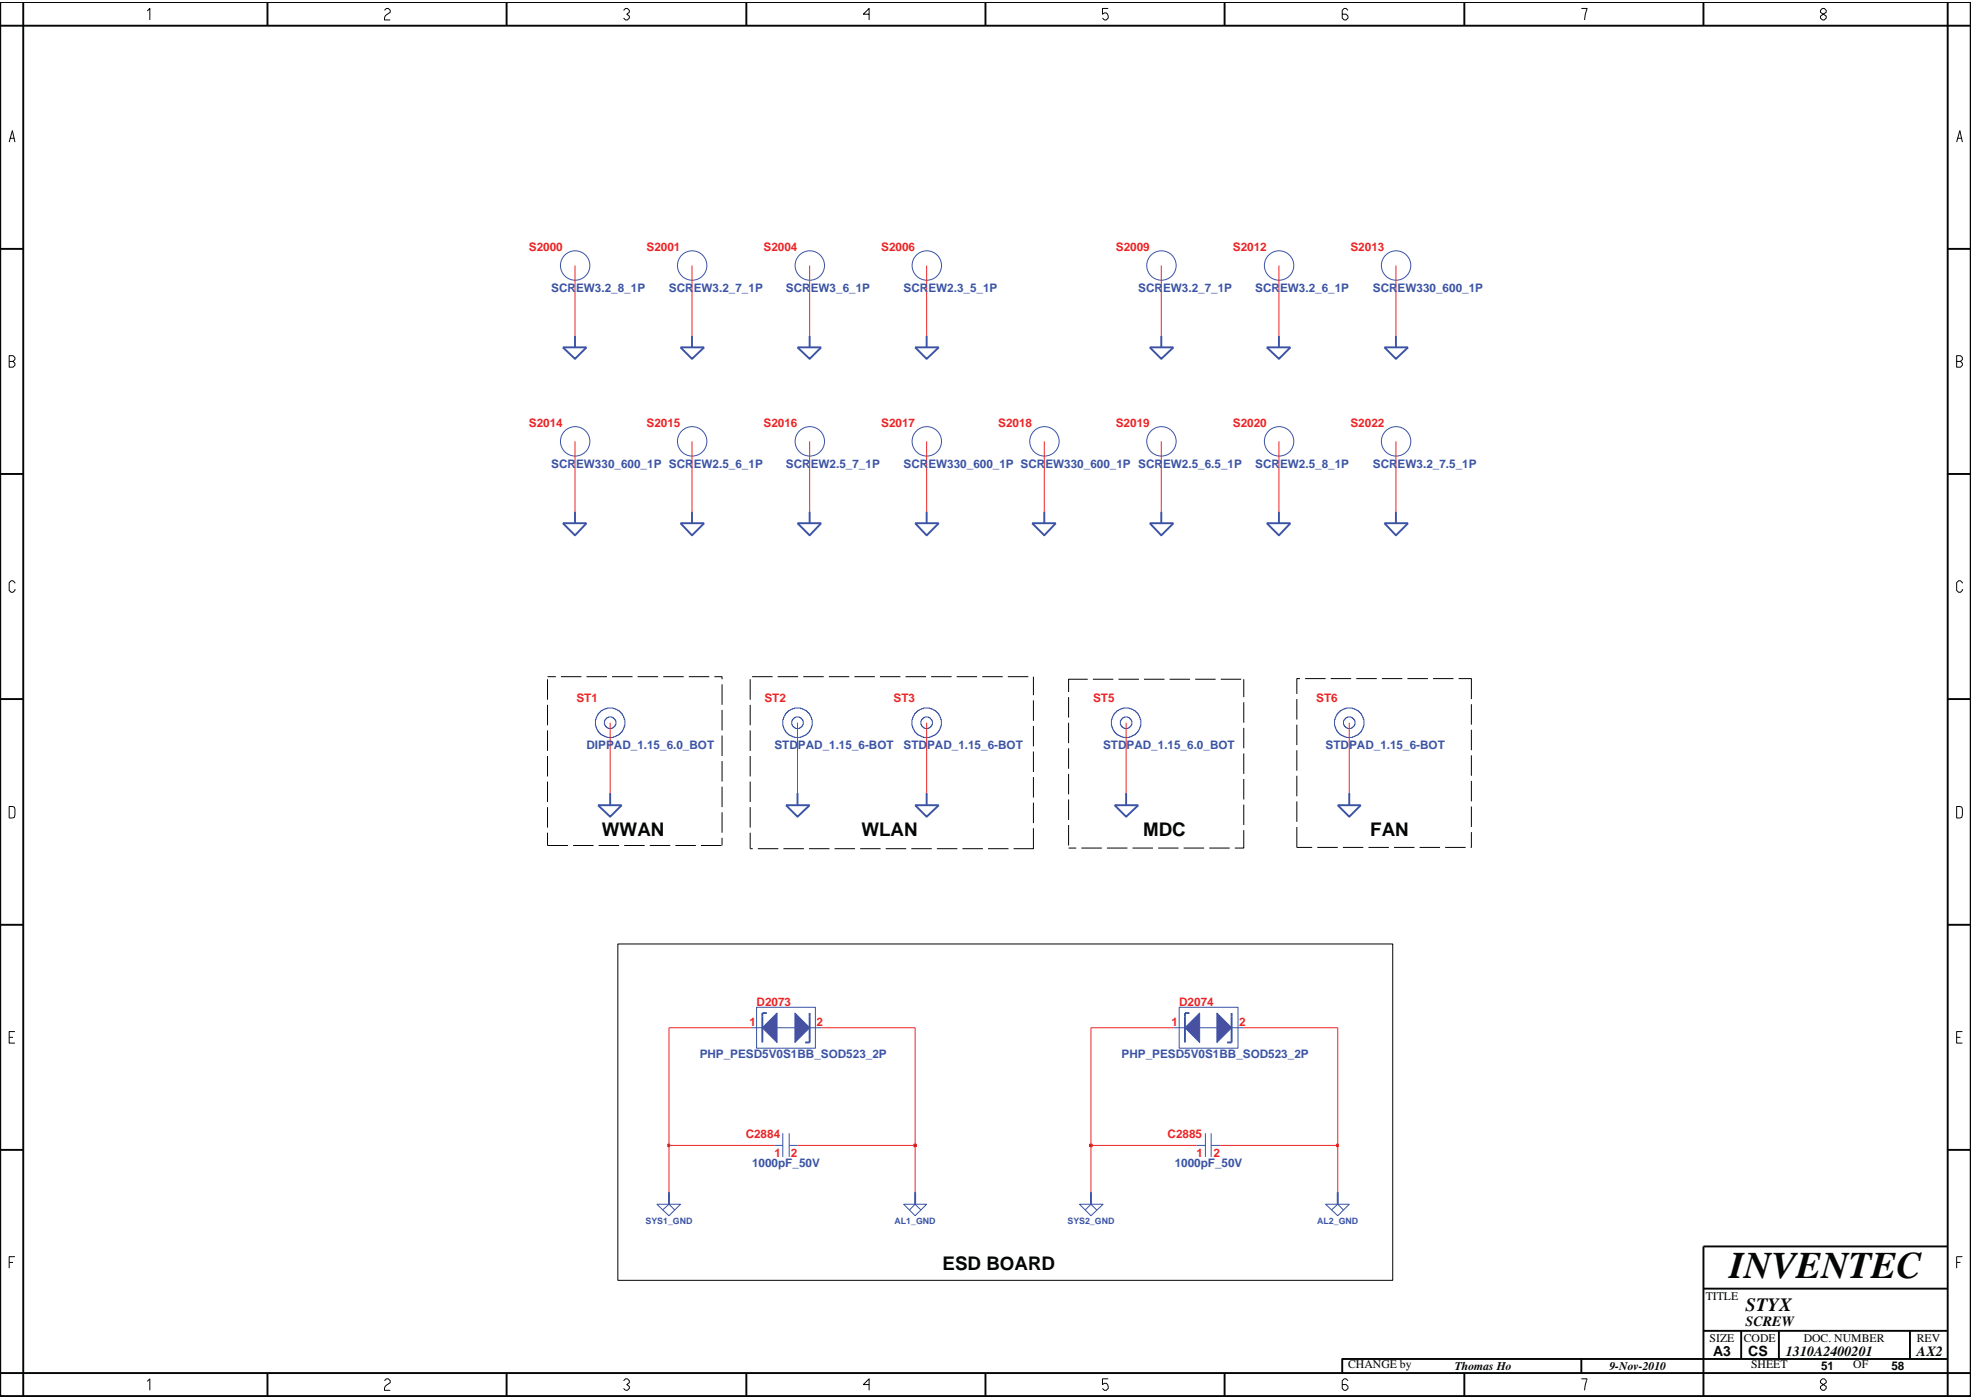 1 2 3 4 5 6 7 8
A A
S2000 S2001 S2004 S2006 S2009 S2012 S2013
SCREW3.2_8_1P SCREW3.2_7_1P SCREW3_6_1P SCREW2.3_5_1P SCREW3.2_7_1P SCREW3.2_6_1P SCREW330_600_1P
B B
S2014 S2015 S2016 S2017 S2018 S2019 S2020 S2022
SCREW330_600_1P SCREW2.5_6_1P SCREW2.5_7_1P SCREW330_600_1P SCREW330_600_1P SCREW2.5_6.5_1P SCREW2.5_8_1P SCREW3.2_7.5_1P
C C
ST1 ST2 ST3 ST5 ST6
DIPPAD_1.15_6.0_BOT STDPAD_1.15_6-BOT STDPAD_1.15_6-BOT STDPAD_1.15_6.0_BOT STDPAD_1.15_6-BOT
D D
WWAN WLAN MDC FAN
D2073 D2074
1 2 1 2
E E
PHP_PESD5V0S1BB_SOD523_2P PHP_PESD5V0S1BB_SOD523_2P
C2884 C2885
1 2 1 2
1000pF_50V 1000pF_50V
SYS1_GND AL1_GND SYS2_GND AL2_GND
ESD BOARD
F F
INVENTEC
TITLE STYX
SCREW
SIZE CODE DOC. NUMBER REV
A3 CS 1310A2400201 AX2
CHANGE by Thomas Ho 9-Nov-2010 SHEET 51 OF 58
1 2 3 4 5 6 7 8